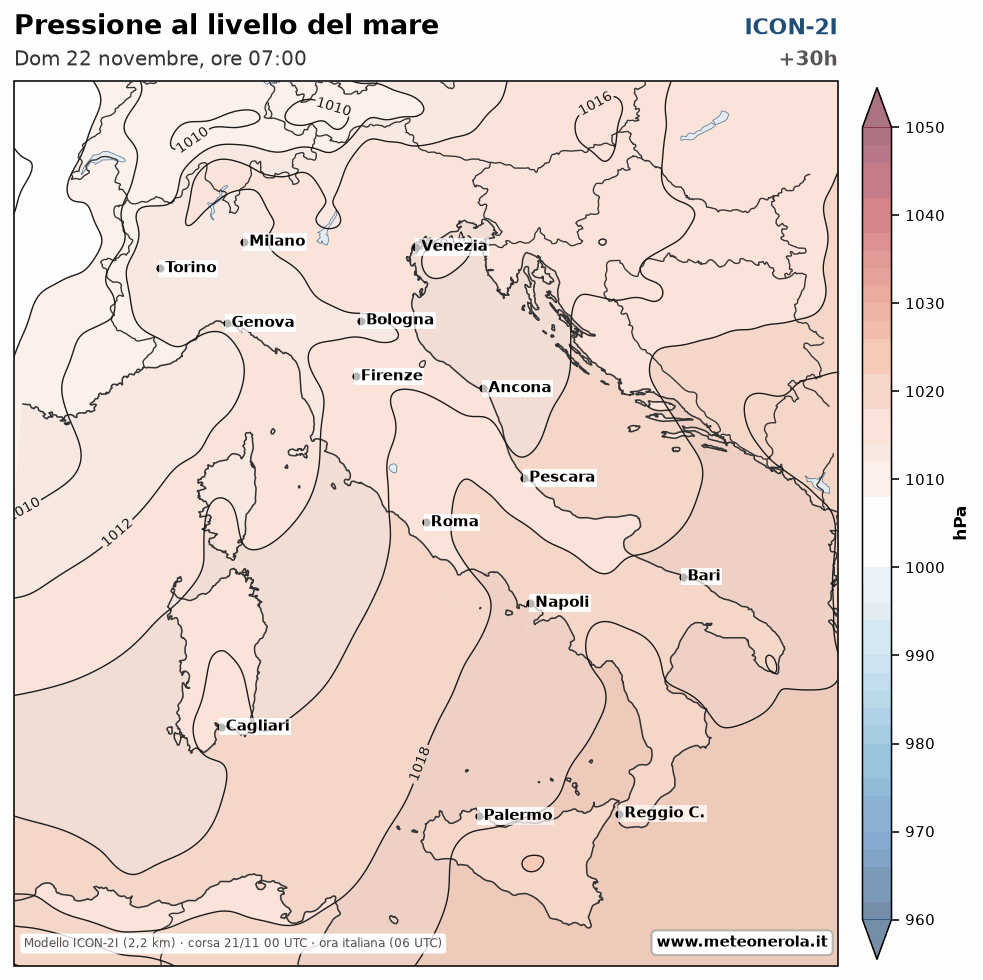 Pressione al livello del mare
ICON-2I
Dom 22 novembre, ore 07:00
+30h
1010
1010
1016
Milano
Venezia
Torino
Genova
Bologna
Firenze
Ancona
Pescara
010
1012
Roma
Bari
Napoli
Cagliari
1018
Palermo
Reggio C.
1050
1040
1030
1020
1010
1000
990
980
970
960
hPa
Modello ICON-2I (2,2 km) · corsa 21/11 00 UTC · ora italiana (06 UTC)
www.meteonerola.it